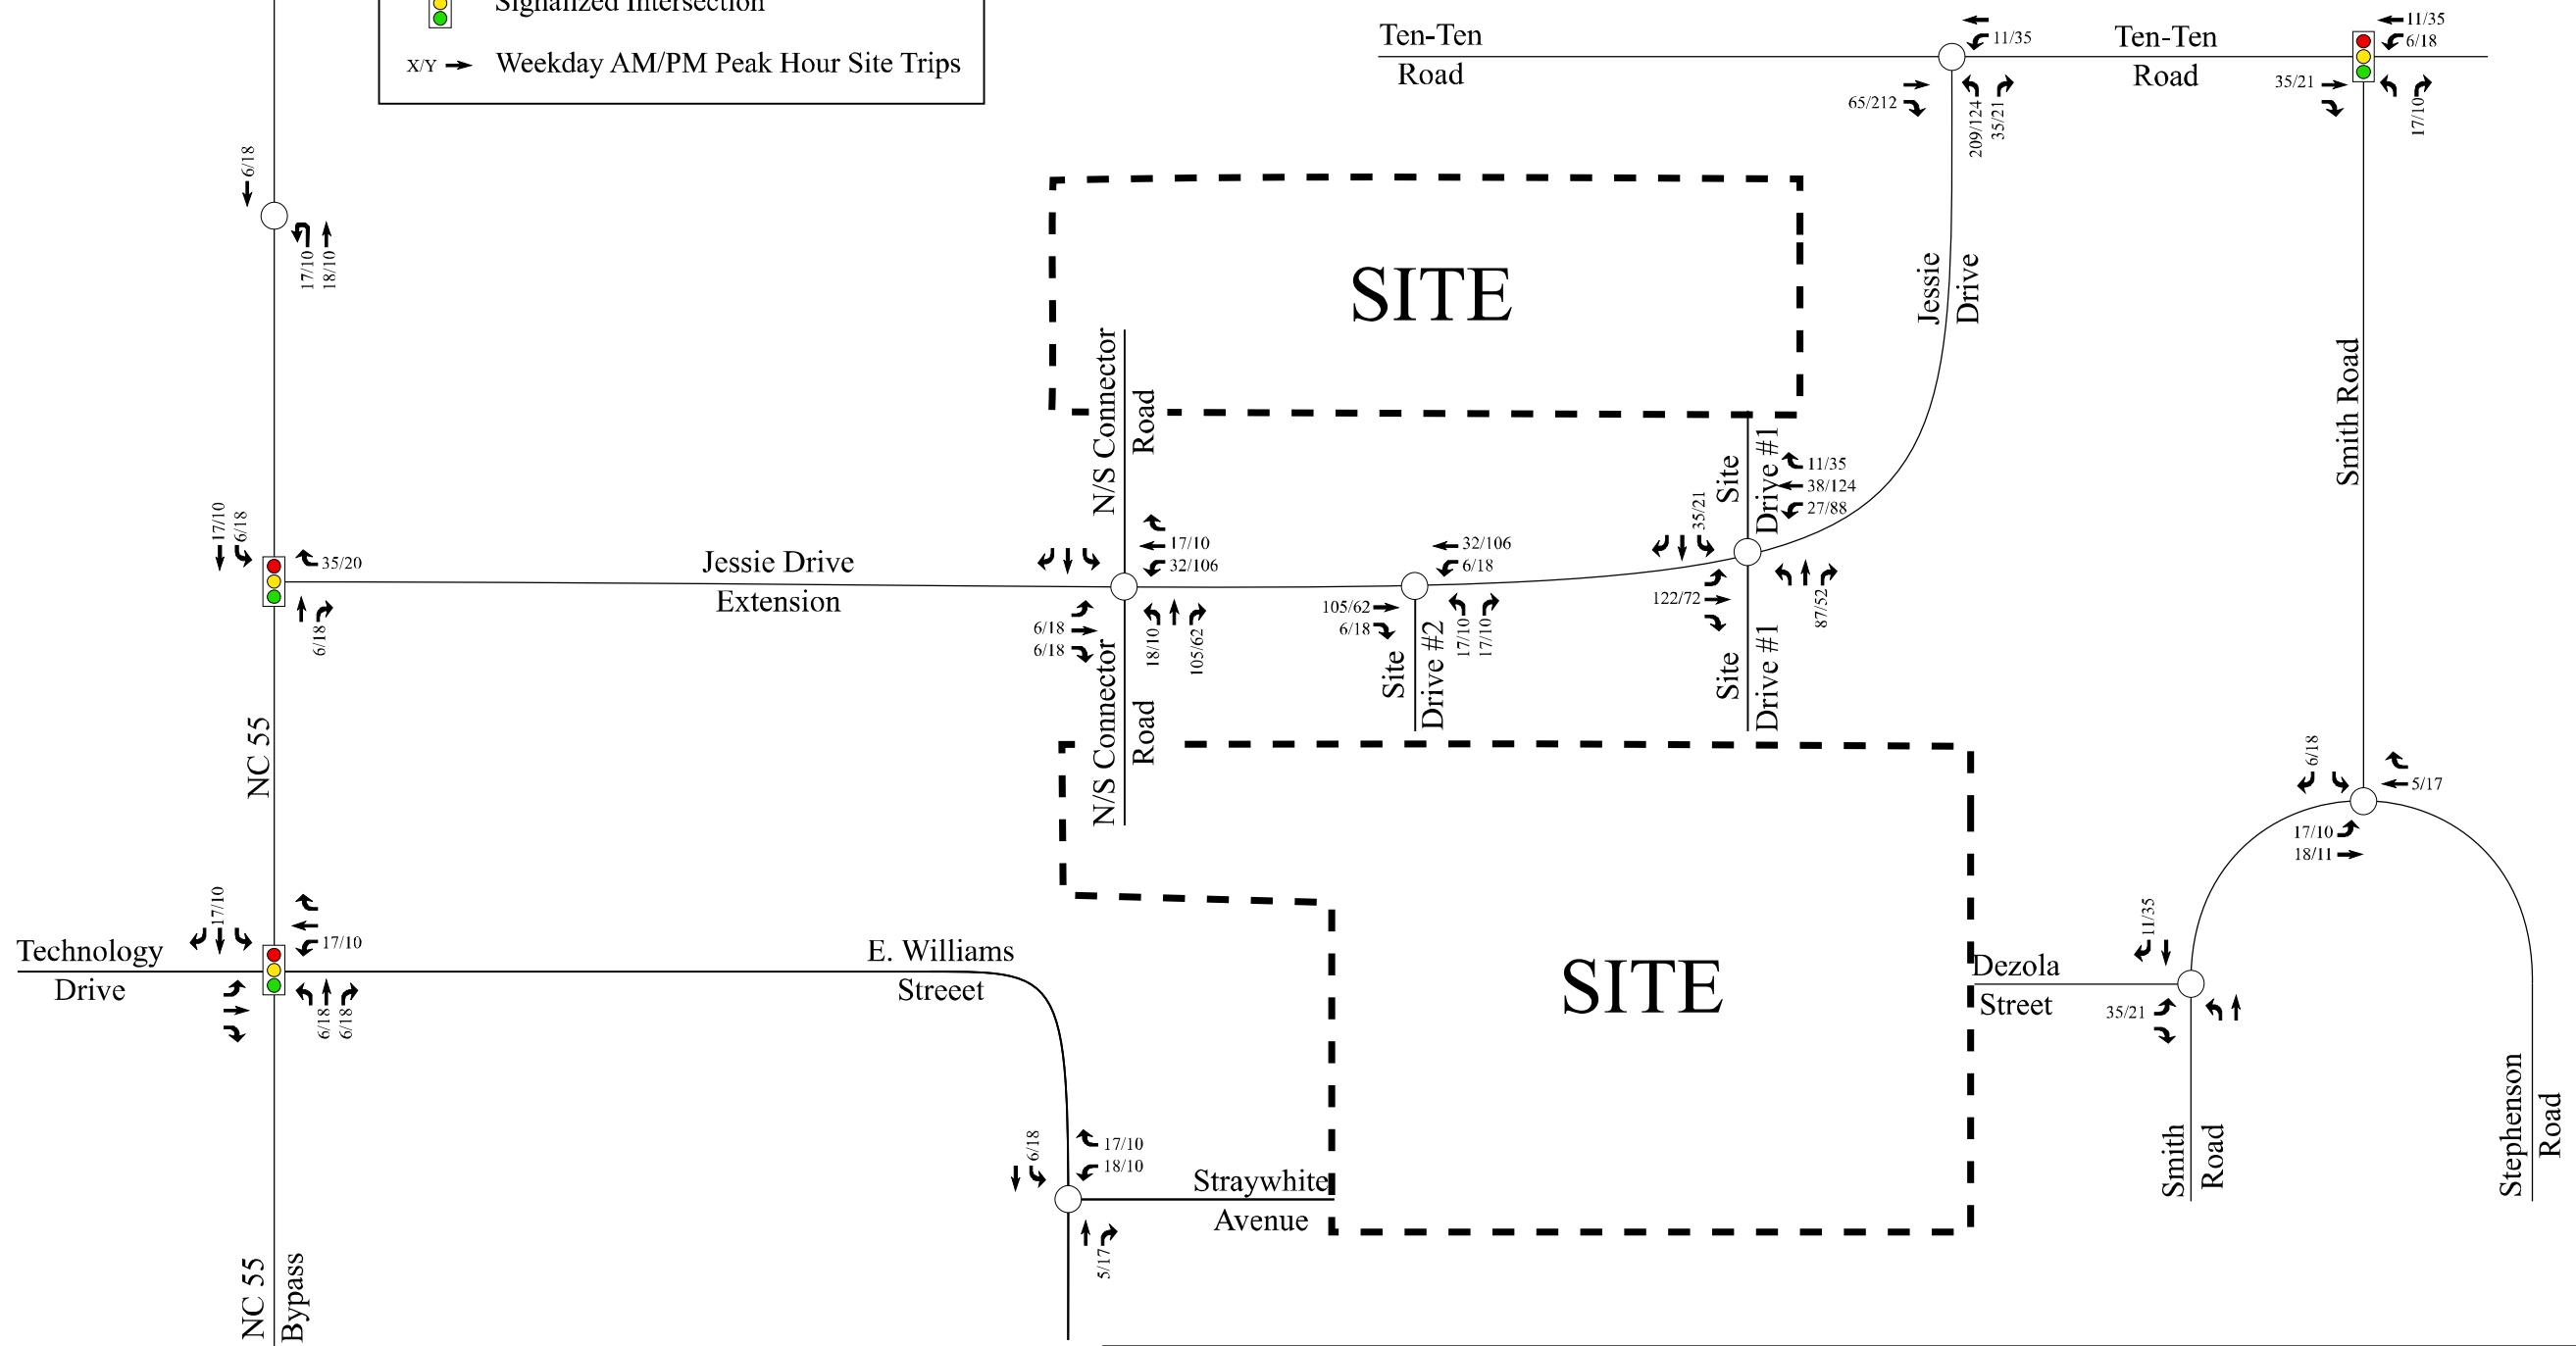 Signalized Intersection
X/Y Weekday AM/PM Peak Hour Site Trips
Ten-Ten
Road
11/35
Ten-Ten
Road
11/35
6/18
65/212
209/124
35/21
35/21
17/10
6/18
17/10
18/10
SITE
Jessie
Drive
N/S Connector
Road
Smith Road
Site
Drive #1
11/35
38/124
27/88
35/21
122/72
87/52
Site
Drive #1
17/10
6/18
35/20
6/18
Jessie Drive
Extension
17/10
32/106
6/18
6/18
18/10
105/62
N/S Connector
Road
32/106
6/18
105/62
6/18
17/10
17/10
Site
Drive #2
NC 55
6/18
5/17
17/10
18/11
Technology
Drive
17/10
17/10
6/18
6/18
E. Williams
Streeet
SITE
Dezola
Street
11/35
35/21
Smith
Road
Stephenson
Road
6/18
17/10
18/10
5/17
Straywhite
Avenue
NC 55
Bypass